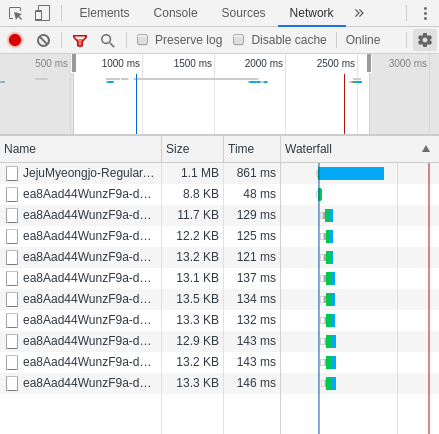 Elements Console Sources Network »
Preserve log Disable cache Online
500 ms 1000 ms 1500 ms 2000 ms 2500 ms 3000 ms
Name Size Time Waterfall
JejuMyeongjo-Regular… 1.1 MB 861 ms
ea8Aad44WunzF9a-d… 8.8 KB 48 ms
ea8Aad44WunzF9a-d… 11.7 KB 129 ms
ea8Aad44WunzF9a-d… 12.2 KB 125 ms
ea8Aad44WunzF9a-d… 13.2 KB 121 ms
ea8Aad44WunzF9a-d… 13.1 KB 137 ms
ea8Aad44WunzF9a-d… 13.5 KB 134 ms
ea8Aad44WunzF9a-d… 13.3 KB 132 ms
ea8Aad44WunzF9a-d… 12.9 KB 143 ms
ea8Aad44WunzF9a-d… 13.2 KB 143 ms
ea8Aad44WunzF9a-d… 13.3 KB 146 ms